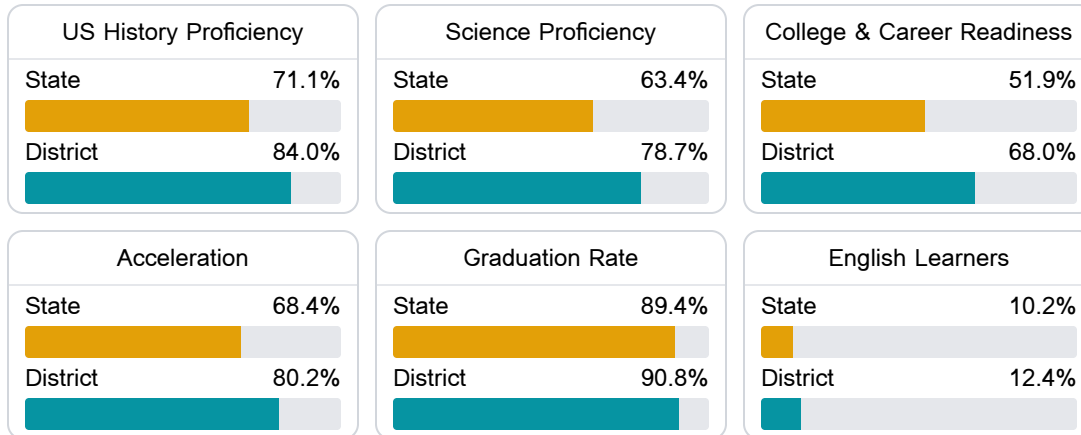 US History Proficiency
State 71.1%
District 84.0%
Science Proficiency
State 63.4%
District 78.7%
College & Career Readiness
State 51.9%
District 68.0%
Acceleration
State 68.4%
District 80.2%
Graduation Rate
State 89.4%
District 90.8%
English Learners
State 10.2%
District 12.4%